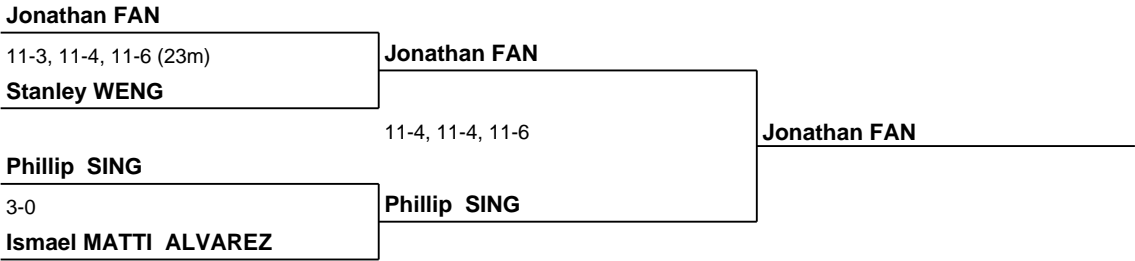 Jonathan FAN
11-3, 11-4, 11-6 (23m)
Stanley WENG
Phillip SING
3-0
Ismael MATTI ALVAREZ
Jonathan FAN
11-4, 11-4, 11-6
Phillip SING
Jonathan FAN